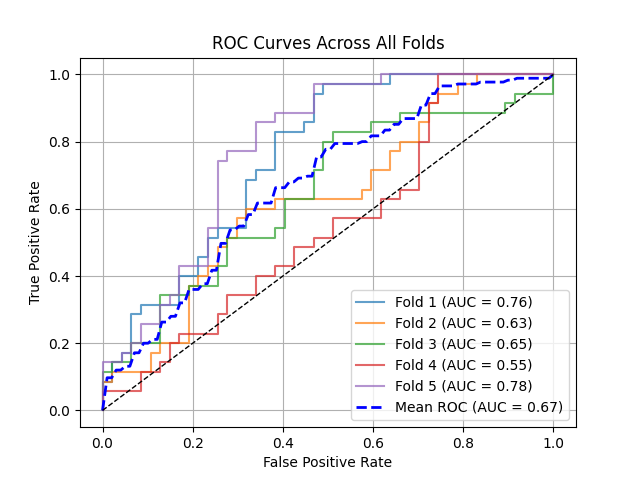 ROC Curves Across All Folds
True Positive Rate
1.0
0.8
0.6
0.4
0.2
0.0
Fold 1 (AUC = 0.76)
Fold 2 (AUC = 0.63)
Fold 3 (AUC = 0.65)
Fold 4 (AUC = 0.55)
Fold 5 (AUC = 0.78)
Mean ROC (AUC = 0.67)
0.0 0.2 0.4 0.6 0.8 1.0
False Positive Rate